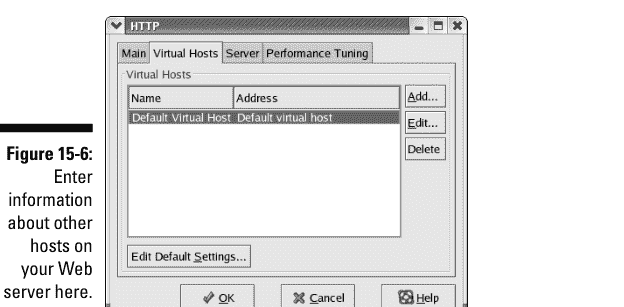 HTTP
Main Virtual Hosts Server Performance Tuning
Virtual Hosts
Name Address
Default Virtual Host Default virtual host
Add...
Edit...
Delete
Edit Default Settings...
OK Cancel Help
Figure 15-6:
Enter
information
about other
hosts on
your Web
server here.